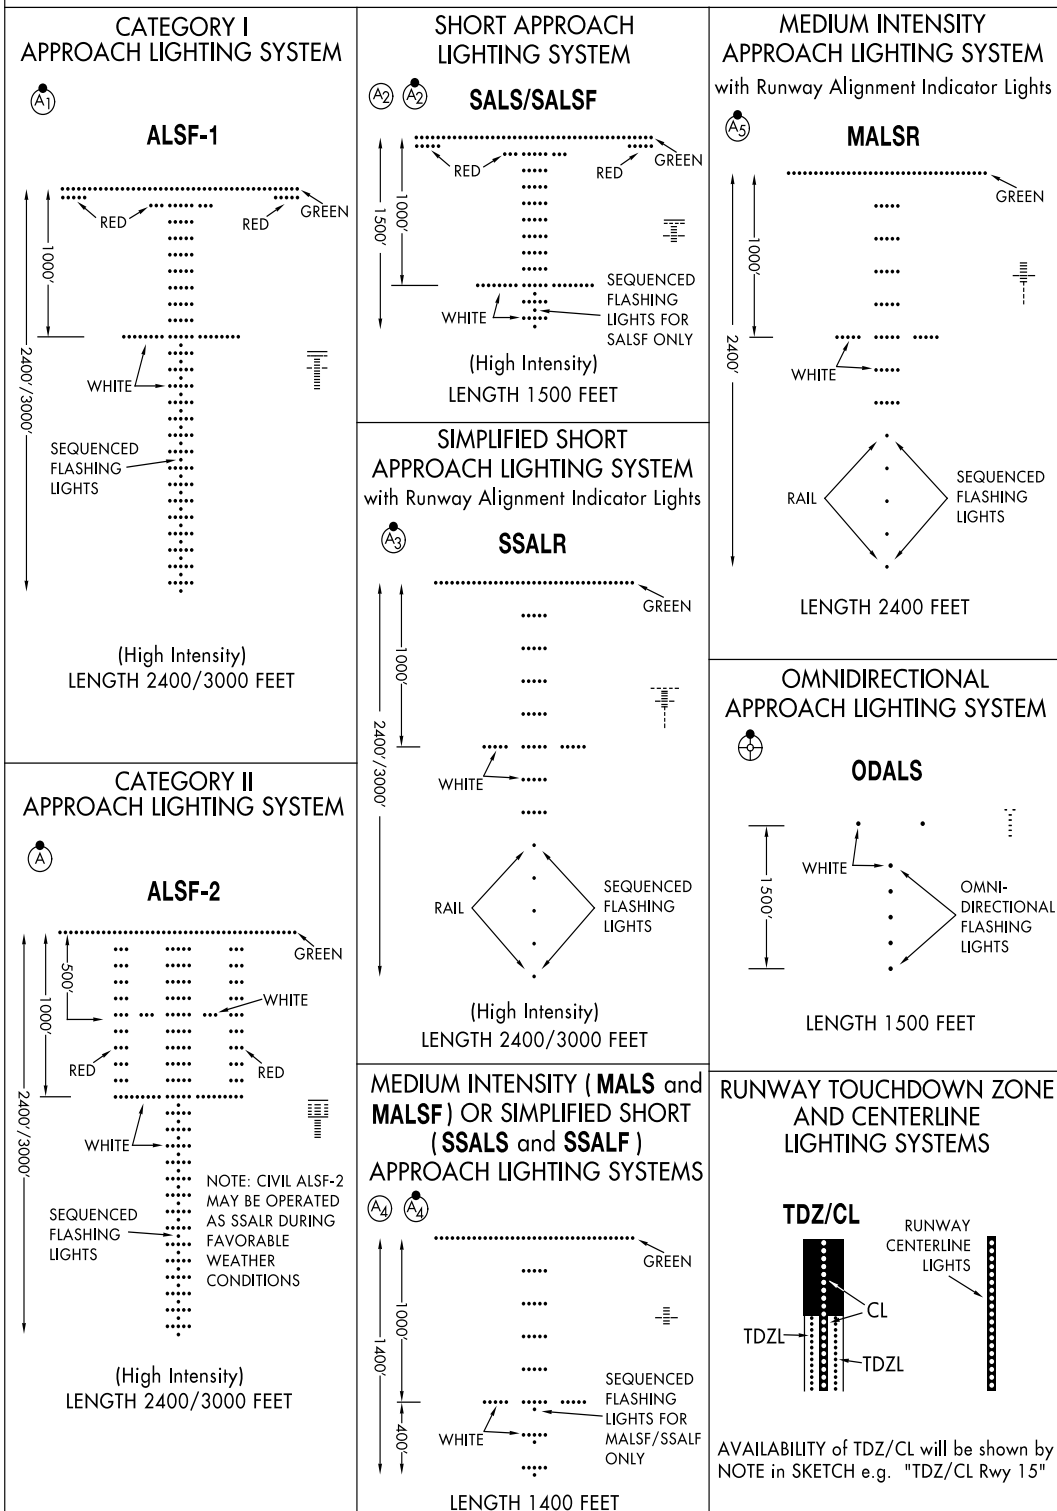 CATEGORY I
APPROACH LIGHTING SYSTEM
A1
ALSF-1
GREEN
RED
RED
1000'
2400'/3000'
WHITE
SEQUENCED
FLASHING
LIGHTS
(High Intensity)
LENGTH 2400/3000 FEET
CATEGORY II
APPROACH LIGHTING SYSTEM
A
ALSF-2
GREEN
500'
1000'
WHITE
RED
RED
2400'/3000'
WHITE
NOTE: CIVIL ALSF-2
MAY BE OPERATED
AS SSALR DURING
FAVORABLE
WEATHER
CONDITIONS
SEQUENCED
FLASHING
LIGHTS
(High Intensity)
LENGTH 2400/3000 FEET
SHORT APPROACH
LIGHTING SYSTEM
A2 A2
SALS/SALSF
GREEN
RED
RED
1000'
1500'
SEQUENCED
FLASHING
LIGHTS FOR
SALSF ONLY
WHITE
(High Intensity)
LENGTH 1500 FEET
SIMPLIFIED SHORT
APPROACH LIGHTING SYSTEM
with Runway Alignment Indicator Lights
A3
SSALR
GREEN
1000'
2400'/3000'
WHITE
RAIL
SEQUENCED
FLASHING
LIGHTS
(High Intensity)
LENGTH 2400/3000 FEET
MEDIUM INTENSITY (MALS and
MALSF) OR SIMPLIFIED SHORT
(SSALS and SSALF)
APPROACH LIGHTING SYSTEMS
A4 A4
GREEN
1000'
1400'
400'
WHITE
SEQUENCED
FLASHING
LIGHTS FOR
MALSF/SSALF
ONLY
LENGTH 1400 FEET
MEDIUM INTENSITY
APPROACH LIGHTING SYSTEM
with Runway Alignment Indicator Lights
A5
MALSR
GREEN
1000'
2400'
WHITE
RAIL
SEQUENCED
FLASHING
LIGHTS
LENGTH 2400 FEET
OMNIDIRECTIONAL
APPROACH LIGHTING SYSTEM
ODALS
WHITE
1500'
OMNI-
DIRECTIONAL
FLASHING
LIGHTS
LENGTH 1500 FEET
RUNWAY TOUCHDOWN ZONE
AND CENTERLINE
LIGHTING SYSTEMS
TDZ/CL
RUNWAY
CENTERLINE
LIGHTS
CL
TDZL
TDZL
AVAILABILITY of TDZ/CL will be shown by
NOTE in SKETCH e.g. "TDZ/CL Rwy 15"